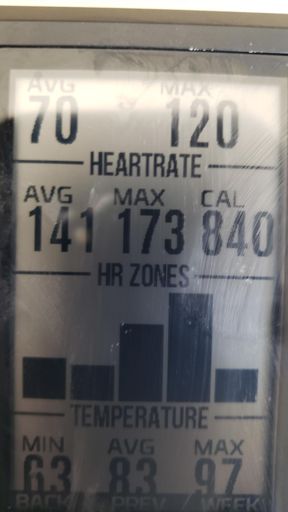 AVG MAX
70 120
HEARTRATE
AVG MAX CAL
141 173 840
HR ZONES
TEMPERATURE
MIN AVG MAX
63 83 97
BACK PREV WEEK